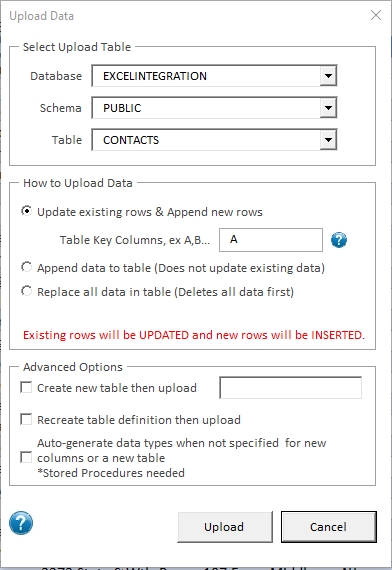 Upload Data
Select Upload Table
Database EXCELINTEGRATION
Schema PUBLIC
Table CONTACTS
How to Upload Data
Update existing rows & Append new rows
Table Key Columns, ex A,B... A ?
Append data to table (Does not update existing data)
Replace all data in table (Deletes all data first)
Existing rows will be UPDATED and new rows will be INSERTED.
Advanced Options
Create new table then upload
Recreate table definition then upload
Auto-generate data types when not specified for new
columns or a new table
*Stored Procedures needed
? Upload Cancel